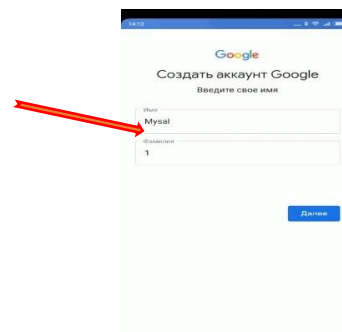 14:13
Google
Создать аккаунт Google
Введите свое имя
Имя
Mysal
Фамилия
1
Далее